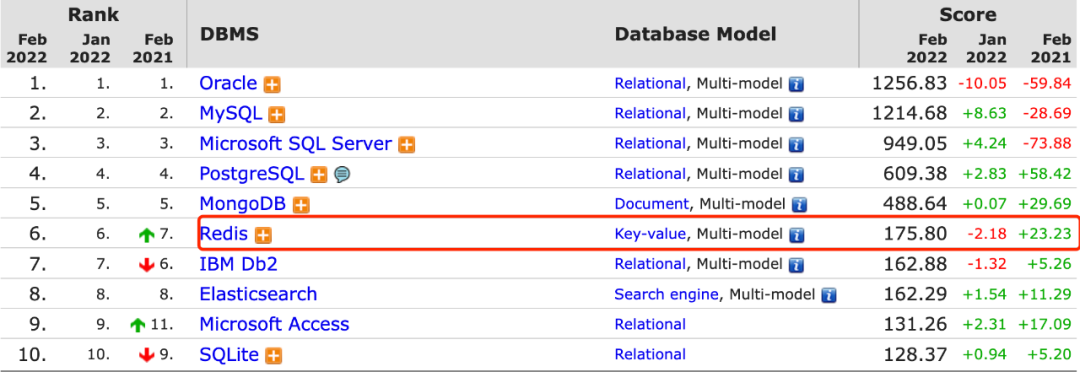 Rank Score
Feb 2022 Jan 2022 Feb 2021 DBMS Database Model Feb 2022 Jan 2022 Feb 2021
1. 1. 1. Oracle Relational, Multi-model 1256.83 -10.05 -59.84
2. 2. 2. MySQL Relational, Multi-model 1214.68 +8.63 -28.69
3. 3. 3. Microsoft SQL Server Relational, Multi-model 949.05 +4.24 -73.88
4. 4. 4. PostgreSQL Relational, Multi-model 609.38 +2.83 +58.42
5. 5. 5. MongoDB Document, Multi-model 488.64 +0.07 +29.69
6. 6. 7. Redis Key-value, Multi-model 175.80 -2.18 +23.23
7. 7. 6. IBM Db2 Relational, Multi-model 162.88 -1.32 +5.26
8. 8. 8. Elasticsearch Search engine, Multi-model 162.29 +1.54 +11.29
9. 9. 11. Microsoft Access Relational 131.26 +2.31 +17.09
10. 10. 9. SQLite Relational 128.37 +0.94 +5.20